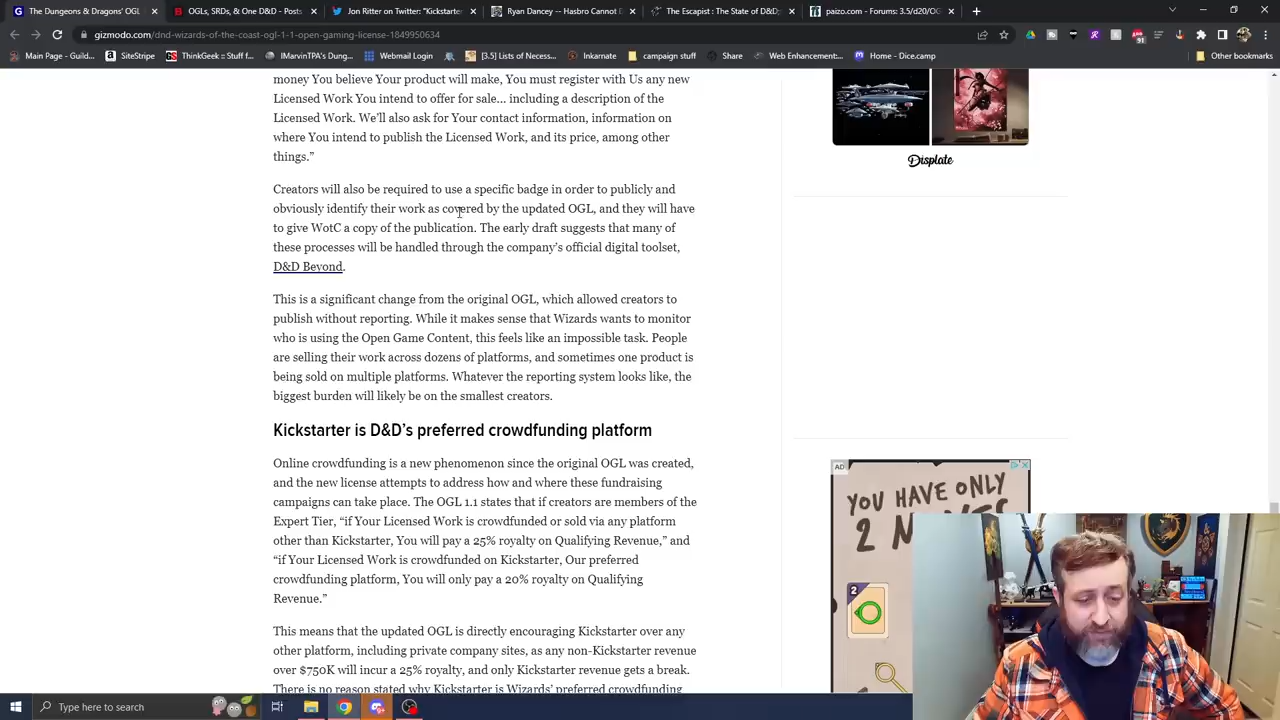 The Dungeons & Dragons' OGL
OGLS, SRDs, & One D&D – Posts
Jon Ritter on Twitter: "Kickstarte
Ryan Dancey -- Hasbro Cannot
The Escapist : The State of D&D:
paizo.com - Forums: 3.5/d20/OG
gizmodo.com/dnd-wizards-of-the-coast-ogl-1-1-open-gaming-license-1849950634
Main Page - Guild...
SiteStripe
ThinkGeek :: Stuff f...
IMarvinTPA's Dung...
Webmail Login
[3.5] Lists of Necess...
Inkarnate
campaign stuff
Share
Web Enhancement:...
Home - Dice.camp
Other bookmarks
money You believe Your product will make, You must register with Us any new
Licensed Work You intend to offer for sale... including a description of the
Licensed Work. We'll also ask for Your contact information, information on
where You intend to publish the Licensed Work, and its price, among other
things."
Displate
Creators will also be required to use a specific badge in order to publicly and
obviously identify their work as covered by the updated OGL, and they will have
to give WotC a copy of the publication. The early draft suggests that many of
these processes will be handled through the company's official digital toolset,
D&D Beyond.
This is a significant change from the original OGL, which allowed creators to
publish without reporting. While it makes sense that Wizards wants to monitor
who is using the Open Game Content, this feels like an impossible task. People
are selling their work across dozens of platforms, and sometimes one product is
being sold on multiple platforms. Whatever the reporting system looks like, the
biggest burden will likely be on the smallest creators.
Kickstarter is D&D's preferred crowdfunding platform
Online crowdfunding is a new phenomenon since the original OGL was created,
and the new license attempts to address how and where these fundraising
campaigns can take place. The OGL 1.1 states that if creators are members of the
Expert Tier, "if Your Licensed Work is crowdfunded or sold via any platform
other than Kickstarter, You will pay a 25% royalty on Qualifying Revenue," and
"if Your Licensed Work is crowdfunded on Kickstarter, Our preferred
crowdfunding platform, You will only pay a 20% royalty on Qualifying
Revenue."
This means that the updated OGL is directly encouraging Kickstarter over any
other platform, including private company sites, as any non-Kickstarter revenue
over $750K will incur a 25% royalty, and only Kickstarter revenue gets a break.
There is no reason stated why Kickstarter is Wizards' preferred crowdfunding
AD
YOU HAVE ONLY
2
2
Type here to search